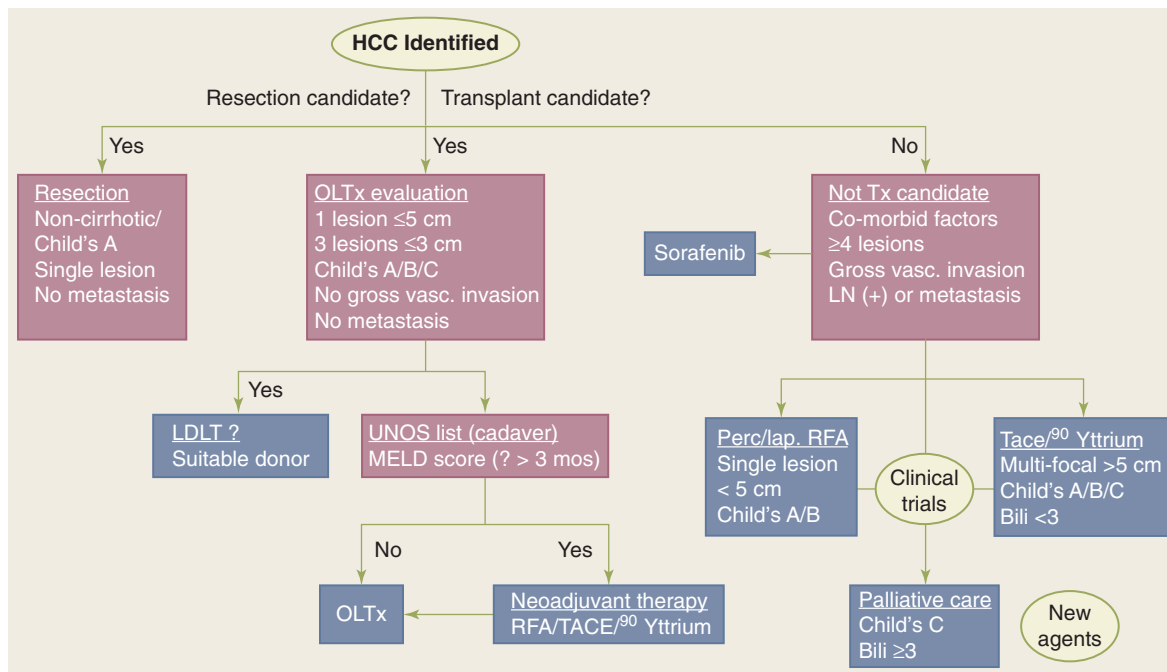 HCC Identified
Resection candidate?
Transplant candidate?
Yes
Yes
No
Resection
Non-cirrhotic/
Child's A
Single lesion
No metastasis
OLTx evaluation
1 lesion ≤5 cm
3 lesions ≤3 cm
Child's A/B/C
No gross vasc. invasion
No metastasis
Sorafenib
Not Tx candidate
Co-morbid factors
≥4 lesions
Gross vasc. invasion
LN (+) or metastasis
Yes
LDLT ?
Suitable donor
UNOS list (cadaver)
MELD score (? > 3 mos)
Perc/lap. RFA
Single lesion
< 5 cm
Child's A/B
Clinical
trials
Tace/⁹⁰ Yttrium
Multi-focal >5 cm
Child's A/B/C
Bili <3
No
Yes
OLTx
Neoadjuvant therapy
RFA/TACE/⁹⁰ Yttrium
Palliative care
Child's C
Bili ≥3
New
agents